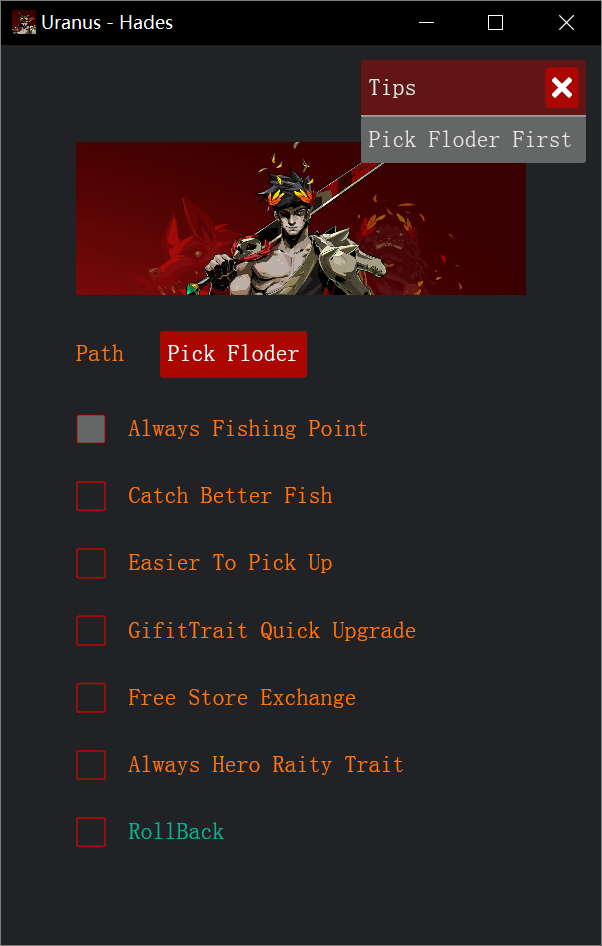 Uranus - Hades
Tips
Pick Floder First
Path
Pick Floder
Always Fishing Point
Catch Better Fish
Easier To Pick Up
GifitTrait Quick Upgrade
Free Store Exchange
Always Hero Raity Trait
RollBack